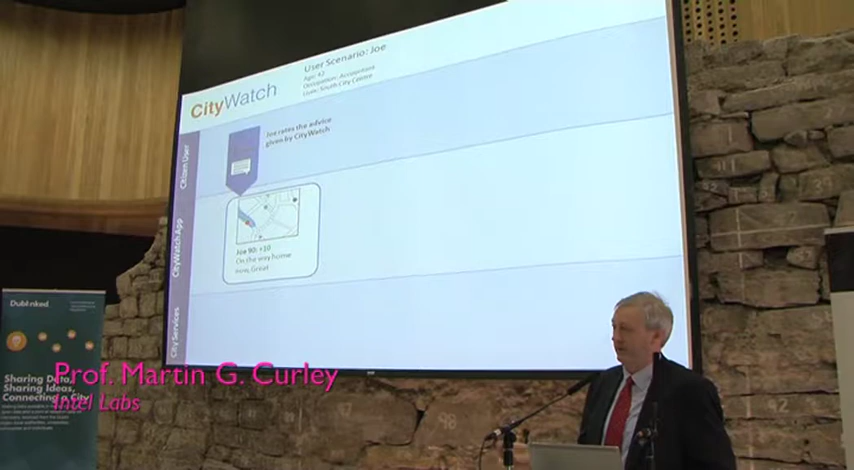 CityWatch
User Scenario: Joe
Age: 42
Occupation: Accountant
Lives: South City Centre
Citizen User
Joe rates the advice
given by CityWatch
CityWatch App
Joe 90: +10
On the way home
now, Great
City Services
Dublinked
Sharing Data,
Sharing Ideas,
Connecting a City
Prof. Martin G. Curley
Intel Labs